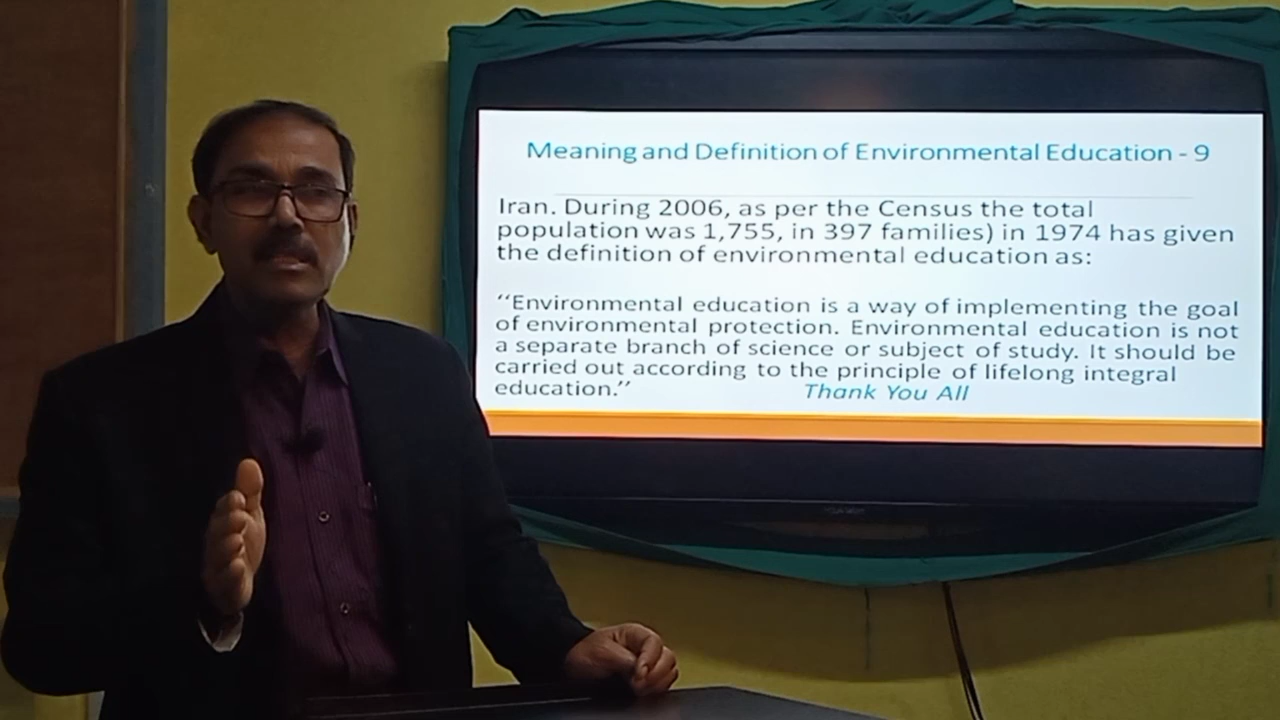 Meaning and Definition of Environmental Education - 9
Iran. During 2006, as per the Census the total
population was 1,755, in 397 families) in 1974 has given
the definition of environmental education as:
‘‘Environmental education is a way of implementing the goal
of environmental protection. Environmental education is not
a separate branch of science or subject of study. It should be
carried out according to the principle of lifelong integral
education.’’ Thank You All